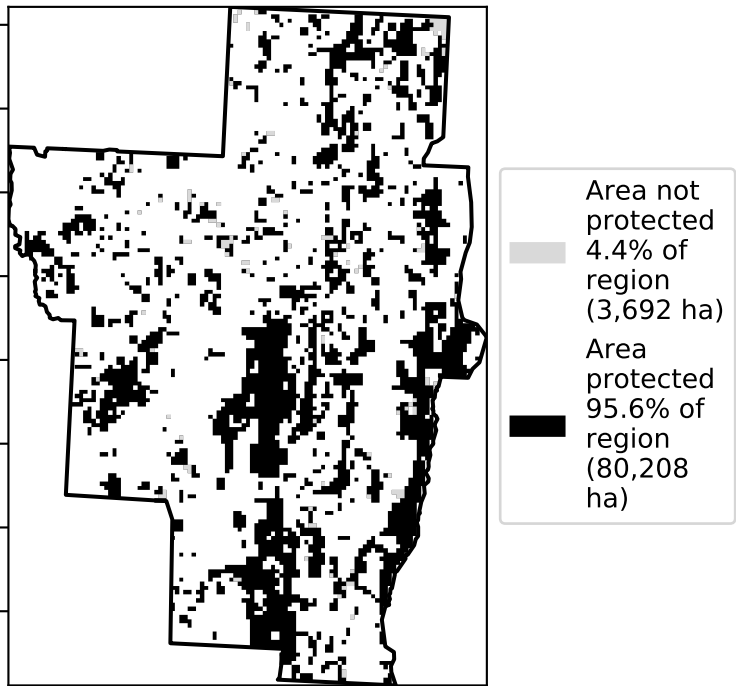 Area not
protected
4.4% of
region
(3,692 ha)
Area
protected
95.6% of
region
(80,208
ha)